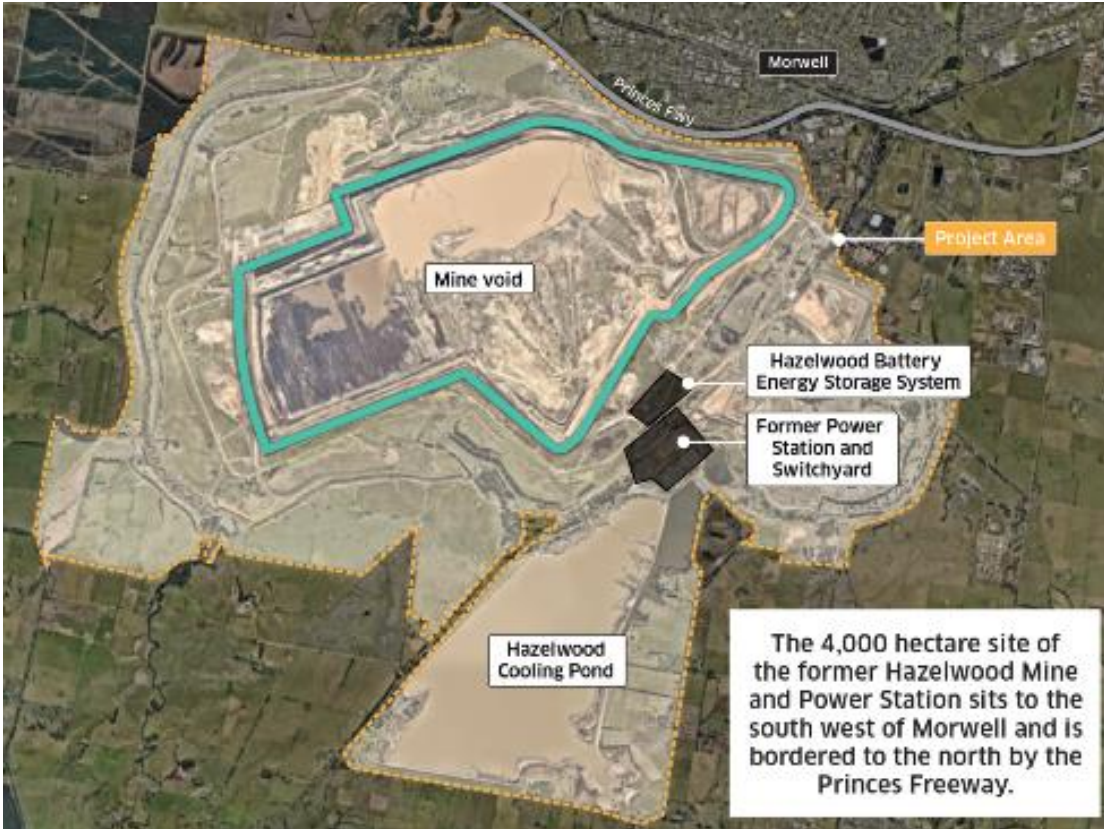 Morwell
Princes Fwy
Project Area
Mine void
Hazelwood Battery
Energy Storage System
Former Power
Station and
Switchyard
Hazelwood
Cooling Pond
The 4,000 hectare site of
the former Hazelwood Mine
and Power Station sits to the
south west of Morwell and is
bordered to the north by the
Princes Freeway.